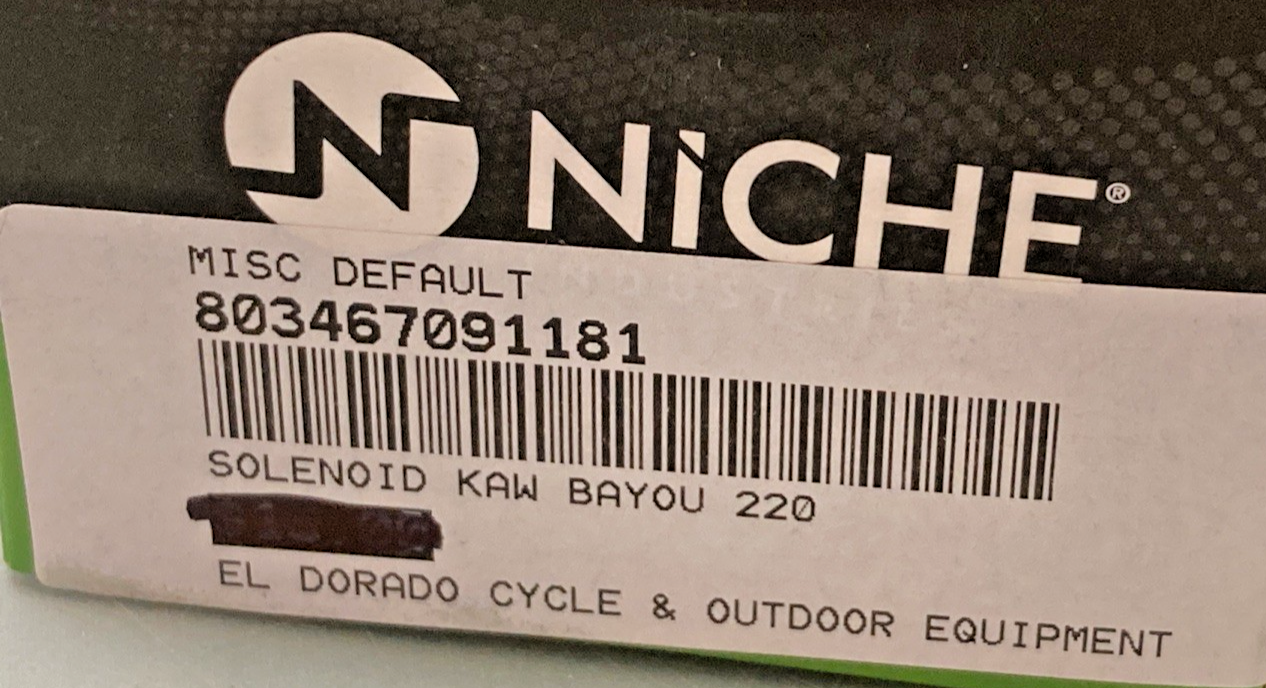 NiCHE®
MISC DEFAULT
803467091181
SOLENOID KAW BAYOU 220
EL DORADO CYCLE & OUTDOOR EQUIPMENT